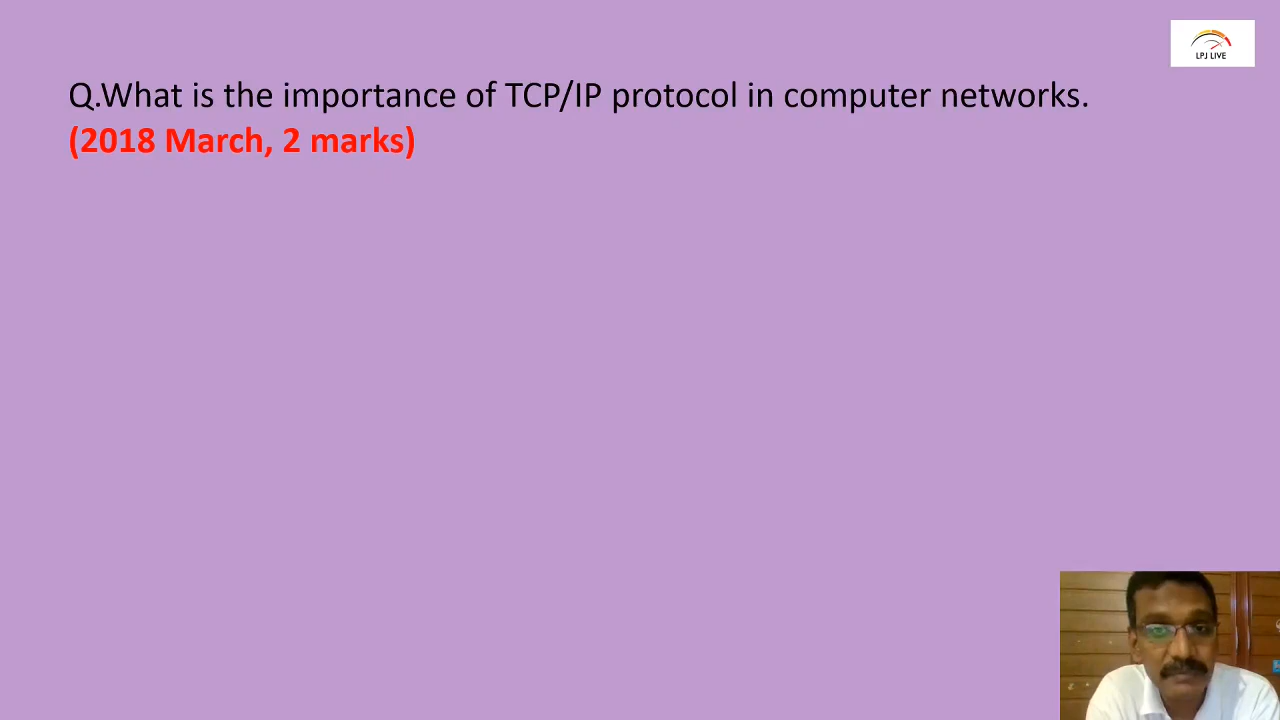 LPJ LIVE
Q.What is the importance of TCP/IP protocol in computer networks.
(2018 March, 2 marks)